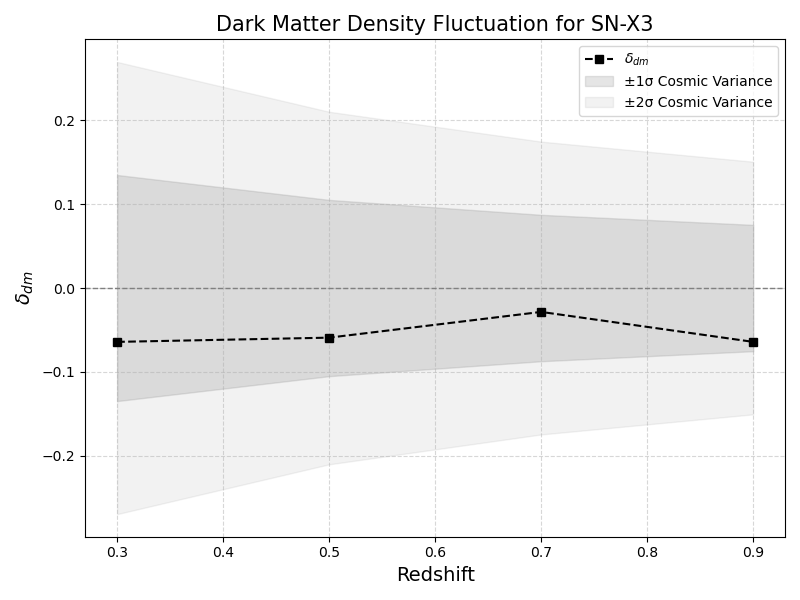 Dark Matter Density Fluctuation for SN-X3
δdm
±1σ Cosmic Variance
±2σ Cosmic Variance
δdm
0.2
0.1
0.0
−0.1
−0.2
0.3 0.4 0.5 0.6 0.7 0.8 0.9
Redshift